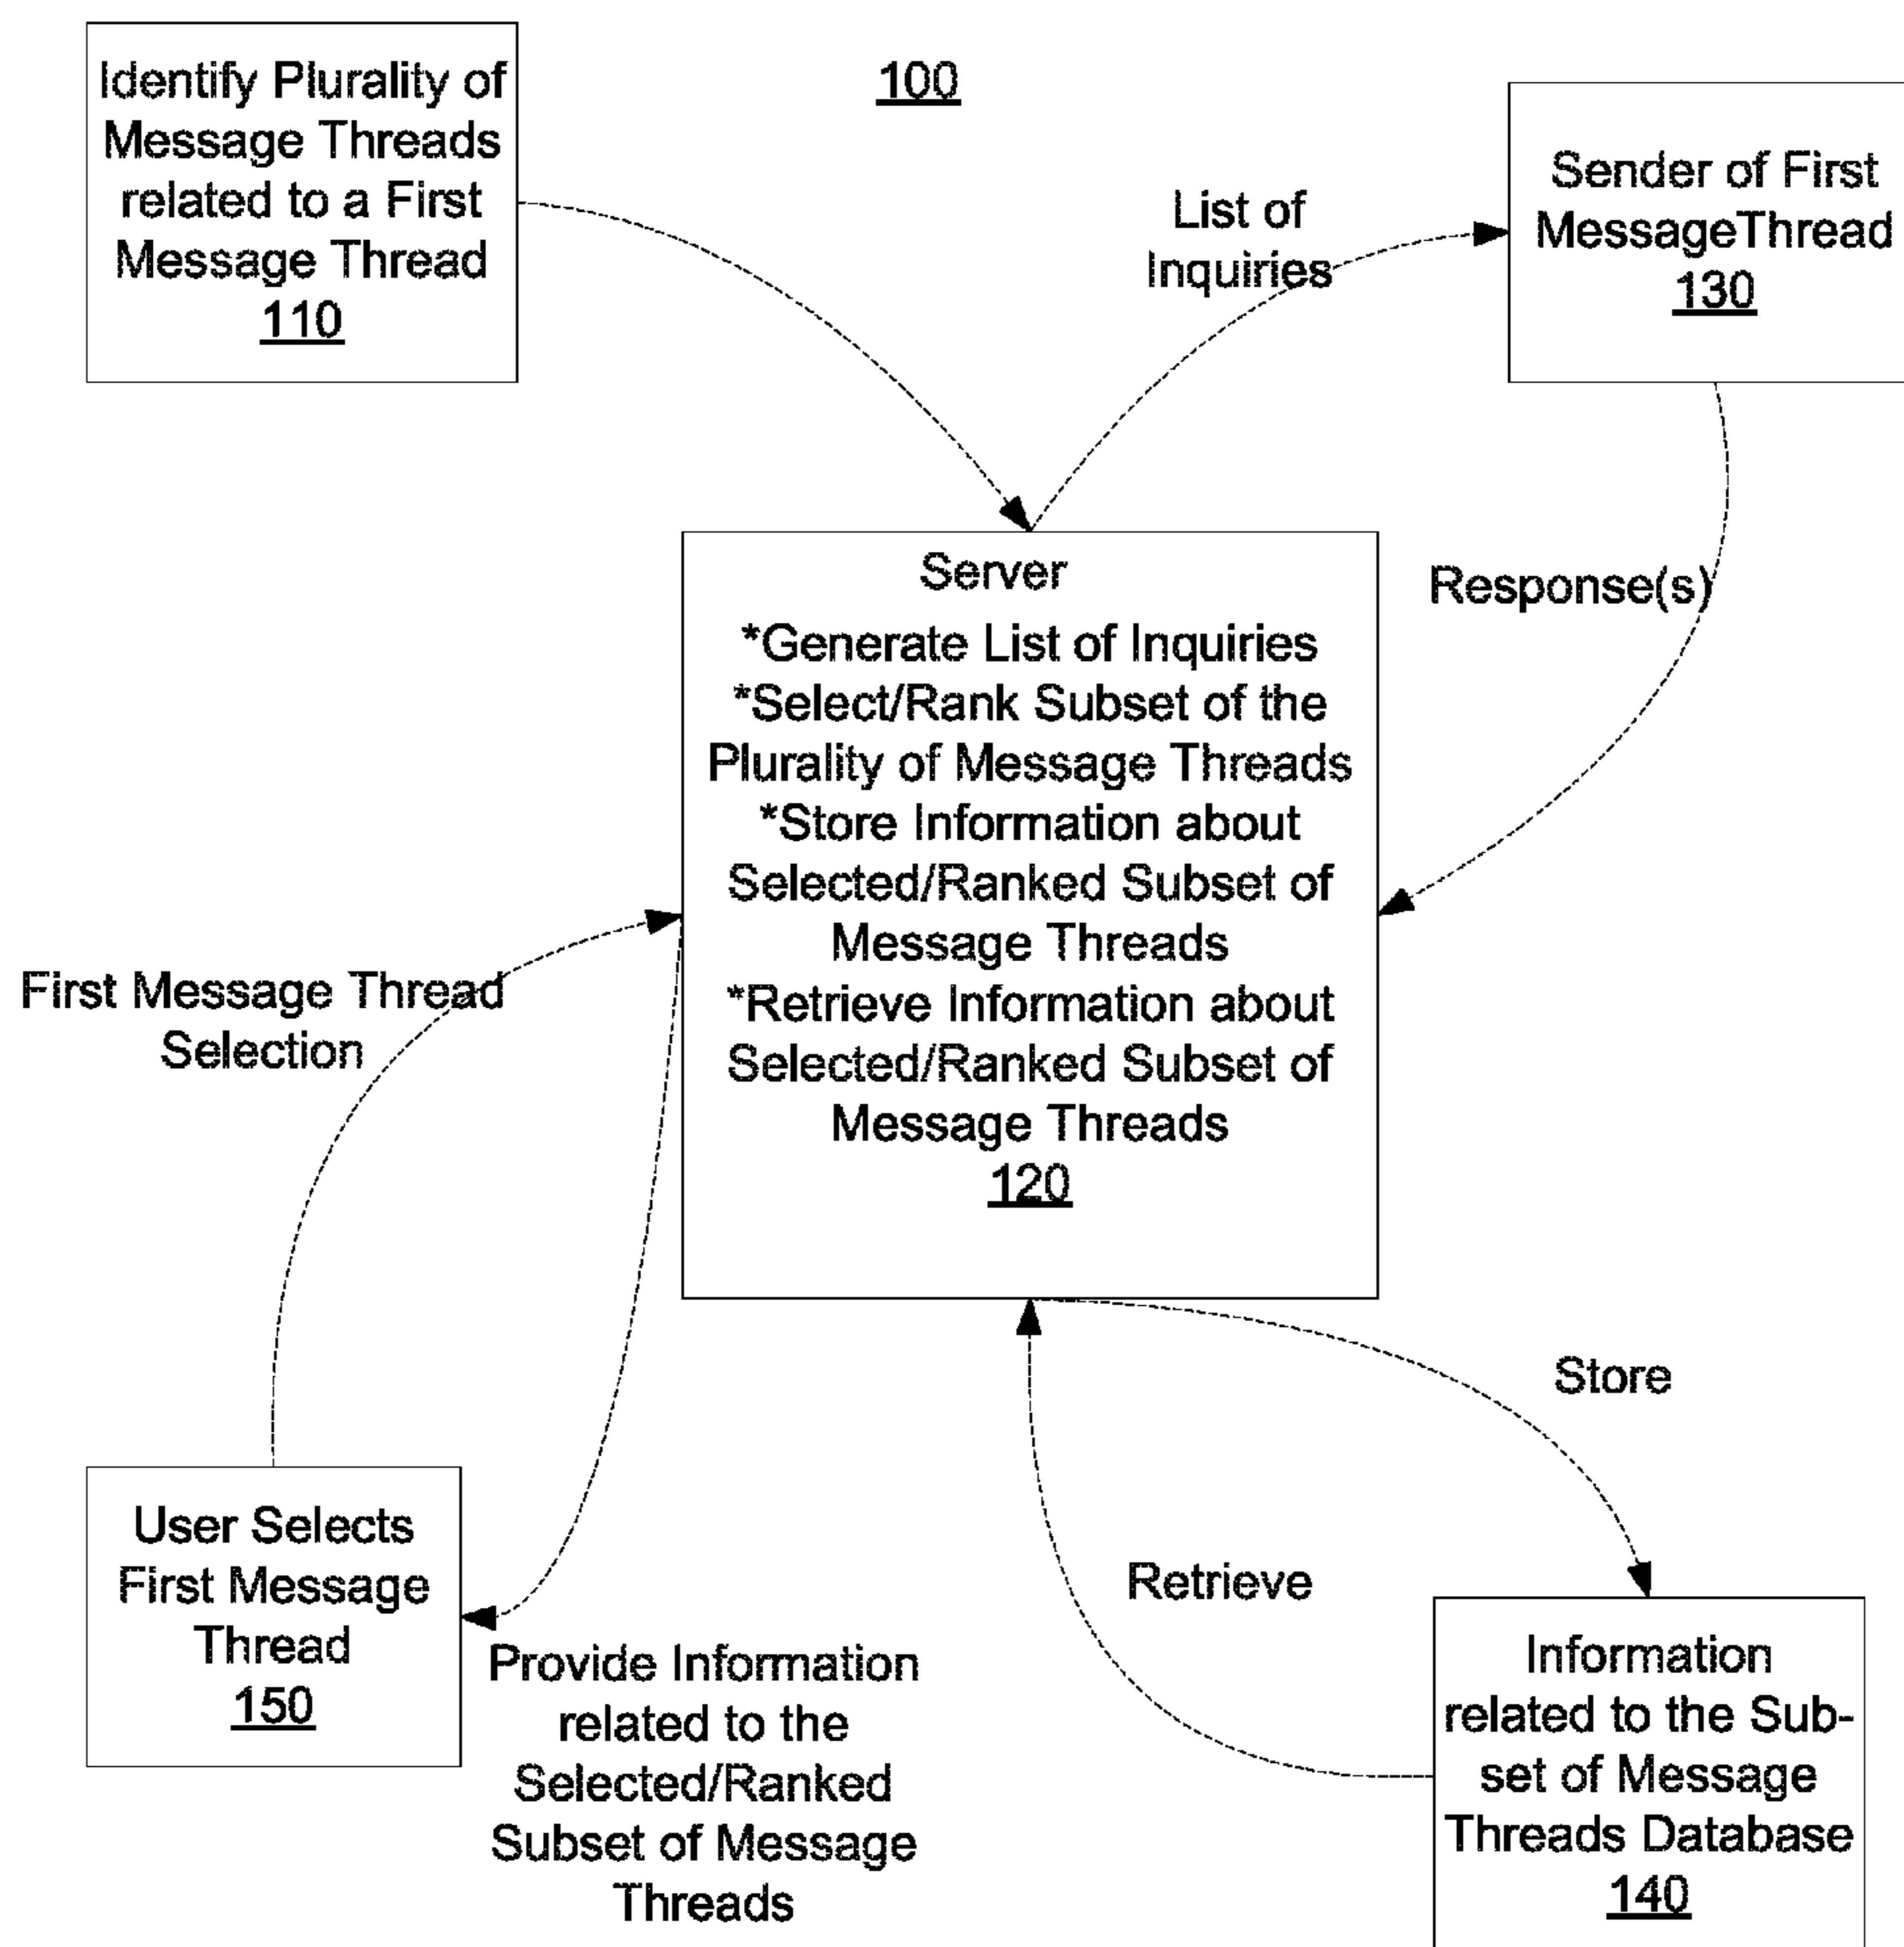 Identify Plurality of
Message Threads
related to a First
Message Thread
110
100
Sender of First
MessageThread
130
List of
Inquiries
Response(s)
Server
*Generate List of Inquiries
*Select/Rank Subset of the
Plurality of Message Threads
*Store Information about
Selected/Ranked Subset of
Message Threads
*Retrieve Information about
Selected/Ranked Subset of
Message Threads
120
First Message Thread
Selection
User Selects
First Message
Thread
150
Provide Information
related to the
Selected/Ranked
Subset of Message
Threads
Store
Retrieve
Information
related to the Sub-
set of Message
Threads Database
140